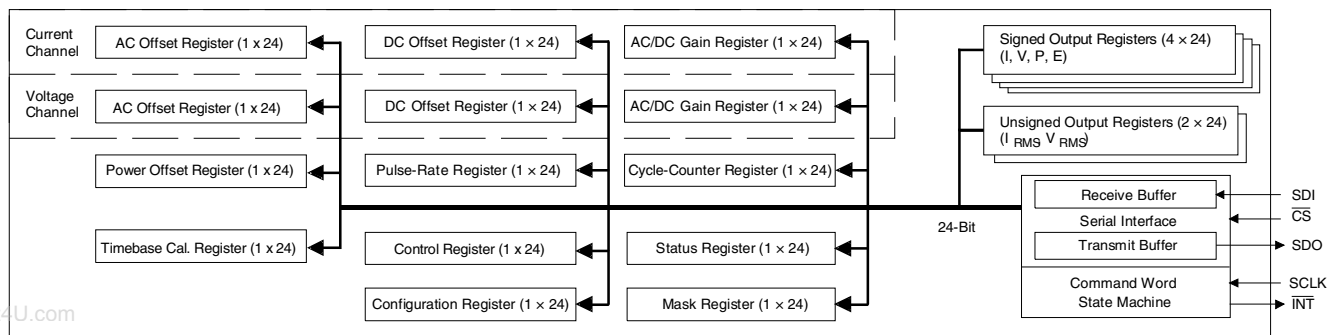 Current
Channel
AC Offset Register (1 x 24)
DC Offset Register (1 × 24)
AC/DC Gain Register (1 × 24)
Signed Output Registers (4 × 24)
(I, V, P, E)
Voltage
Channel
AC Offset Register (1 x 24)
DC Offset Register (1 × 24)
AC/DC Gain Register (1 × 24)
Unsigned Output Registers (2 × 24)
(I RMS, V RMS)
Power Offset Register (1 x 24)
Pulse-Rate Register (1 × 24)
Cycle-Counter Register (1 × 24)
Receive Buffer
SDI
Serial Interface
CS
24-Bit
Timebase Cal. Register (1 x 24)
Control Register (1 × 24)
Status Register (1 × 24)
Transmit Buffer
SDO
Configuration Register (1 × 24)
Mask Register (1 × 24)
Command Word
State Machine
SCLK
INT
4U.com